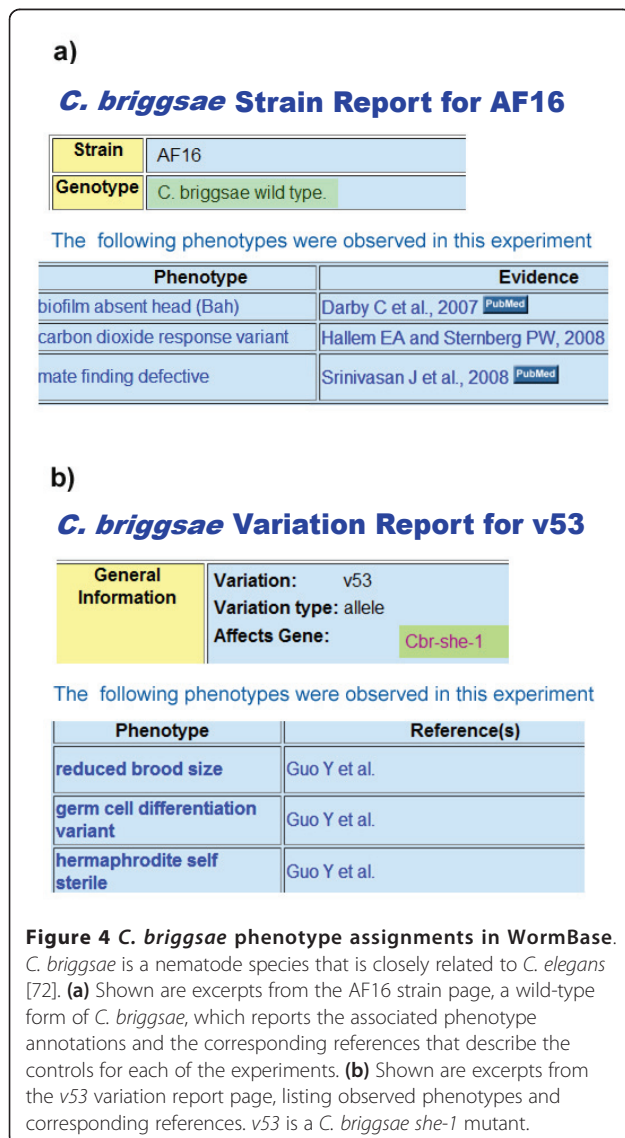 a)
C. briggsae Strain Report for AF16
Strain AF16
Genotype C. briggsae wild type.
The following phenotypes were observed in this experiment
Phenotype Evidence
biofilm absent head (Bah) Darby C et al., 2007 PubMed
carbon dioxide response variant Hallem EA and Sternberg PW, 2008
mate finding defective Srinivasan J et al., 2008 PubMed
b)
C. briggsae Variation Report for v53
General Information Variation: v53
Variation type: allele
Affects Gene: Cbr-she-1
The following phenotypes were observed in this experiment
Phenotype Reference(s)
reduced brood size Guo Y et al.
germ cell differentiation
variant Guo Y et al.
hermaphrodite self
sterile Guo Y et al.
Figure 4 C. briggsae phenotype assignments in WormBase.
C. briggsae is a nematode species that is closely related to C. elegans
[72]. (a) Shown are excerpts from the AF16 strain page, a wild-type
form of C. briggsae, which reports the associated phenotype
annotations and the corresponding references that describe the
controls for each of the experiments. (b) Shown are excerpts from
the v53 variation report page, listing observed phenotypes and
corresponding references. v53 is a C. briggsae she-1 mutant.